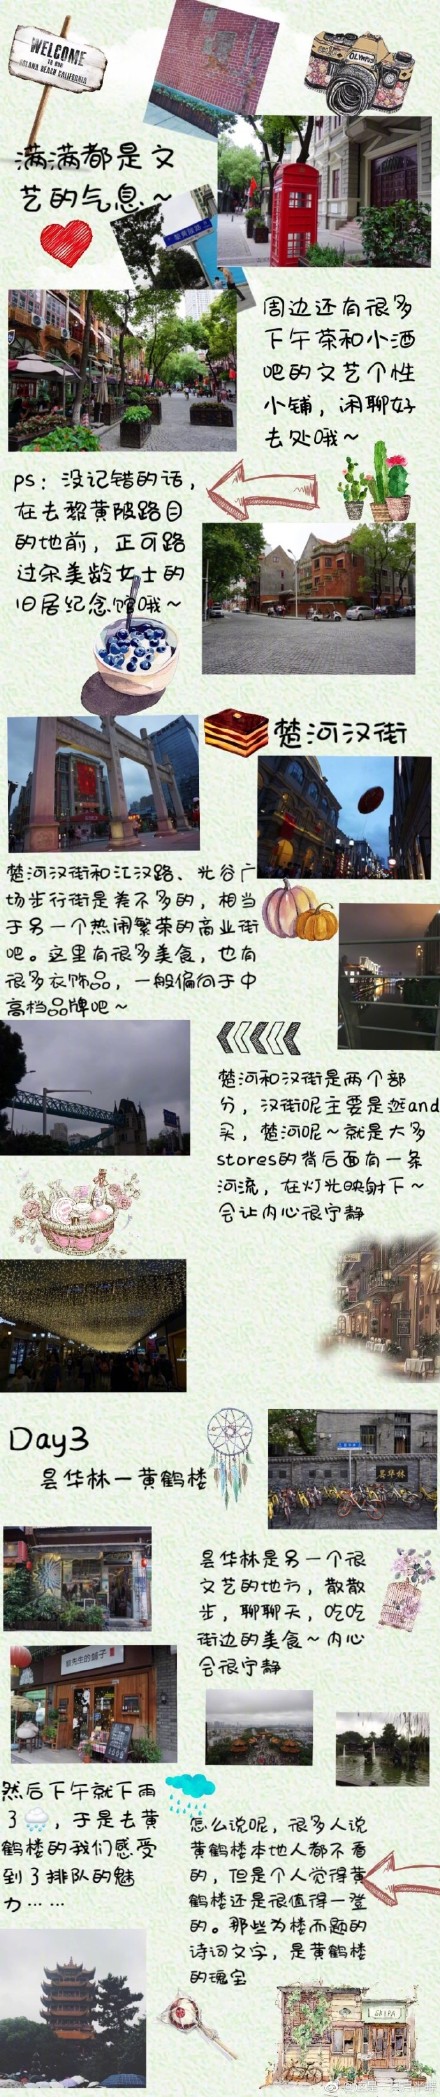 WELCOME
OLYMPUS
满满都是文
艺的气息~
黎黄陂路
周边还有很多
下午茶和小酒
吧的文艺个性
小铺，闲聊好
去处哦~
PS：没记错的话，
在去黎黄陂路目
的地前，正可路
过宋美龄女士的
旧居纪念馆哦~
楚河汉街
楚河汉街和江汉路、光谷广
场步行街是差不多的，相当
于另一个热闹繁荣的商业街
吧。这里有很多美食，也有
很多衣饰品，一般偏向于中
高档品牌吧~
楚河和汉街是两个部
分，汉街呢主要是逛and
买，楚河呢~就是大多
stores的背后面有一条
河流，在灯光映射下~
会让内心很宁静
Day3
昙华林—黄鹤楼
昙华林
昙华林是另一个很
文艺的地方，散散
步，聊聊天，吃吃
街边的美食~内心
会很宁静
然后下午就下雨
了，于是去黄
鹤楼的我们感受
到了排队的魅
力……
怎么说呢，很多人说
黄鹤楼本地人都不看
的，但是个人觉得黄
鹤楼还是很值得一登
的。那些为楼而题的
诗词文字，是黄鹤楼
的瑰宝